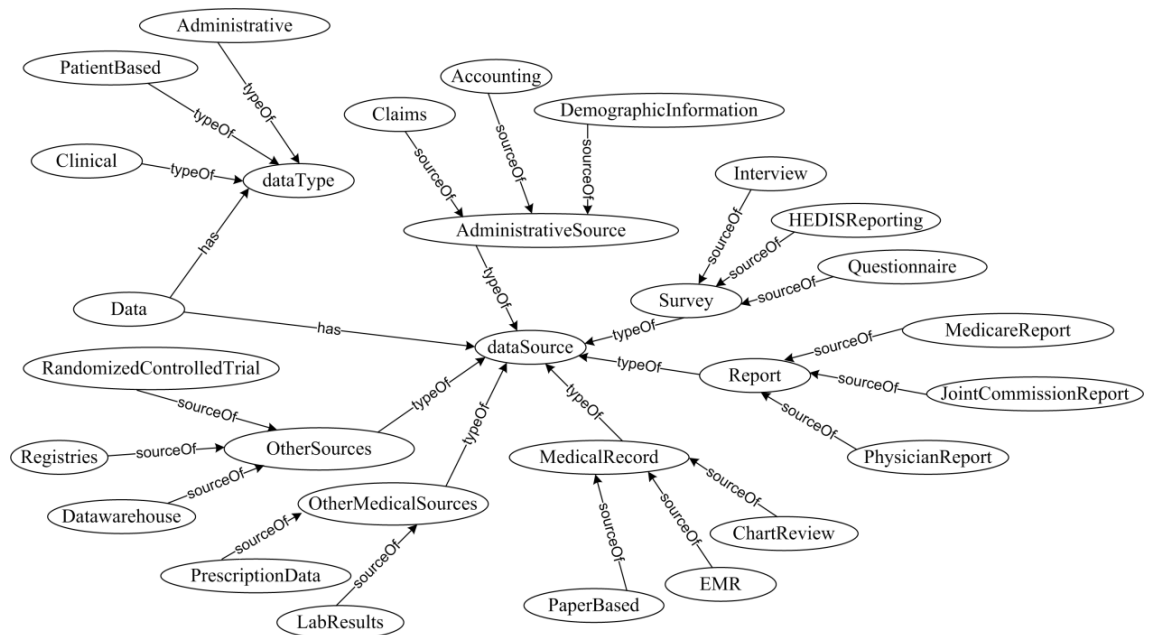 Administrative
PatientBased
Accounting
Claims
DemographicInformation
typeOf
typeOf
Clinical
typeOf
dataType
sourceOf
sourceOf
sourceOf
Interview
AdministrativeSource
sourceOf
HEDISReporting
sourceOf
has
typeOf
Questionnaire
sourceOf
Survey
Data
has
typeOf
dataSource
MedicareReport
sourceOf
typeOf
Report
RandomizedControlledTrial
sourceOf
JointCommissionReport
sourceOf
typeOf
typeOf
typeOf
sourceOf
OtherSources
Registries
sourceOf
MedicalRecord
PhysicianReport
sourceOf
Datawarehouse
OtherMedicalSources
sourceOf
ChartReview
sourceOf
sourceOf
sourceOf
sourceOf
PrescriptionData
EMR
LabResults
PaperBased